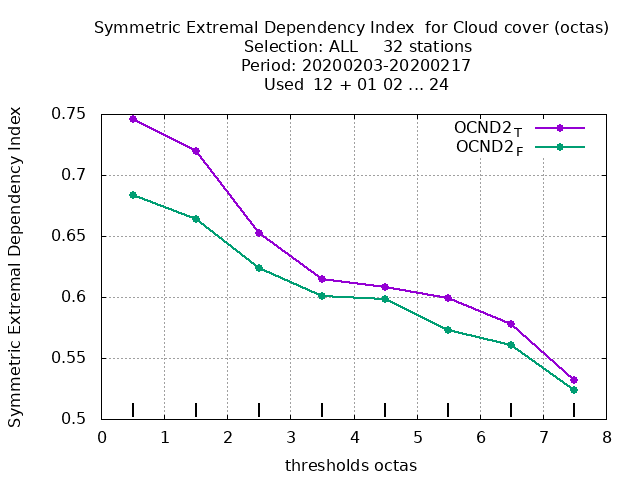 Symmetric Extremal Dependency Index  for Cloud cover (octas)
Selection: ALL     32 stations
Period: 20200203-20200217
Used  12 + 01 02 ... 24
Symmetric Extremal Dependency Index
0.75
0.7
0.65
0.6
0.55
0.5
OCND2_T
OCND2_F
0 1 2 3 4 5 6 7 8
thresholds octas